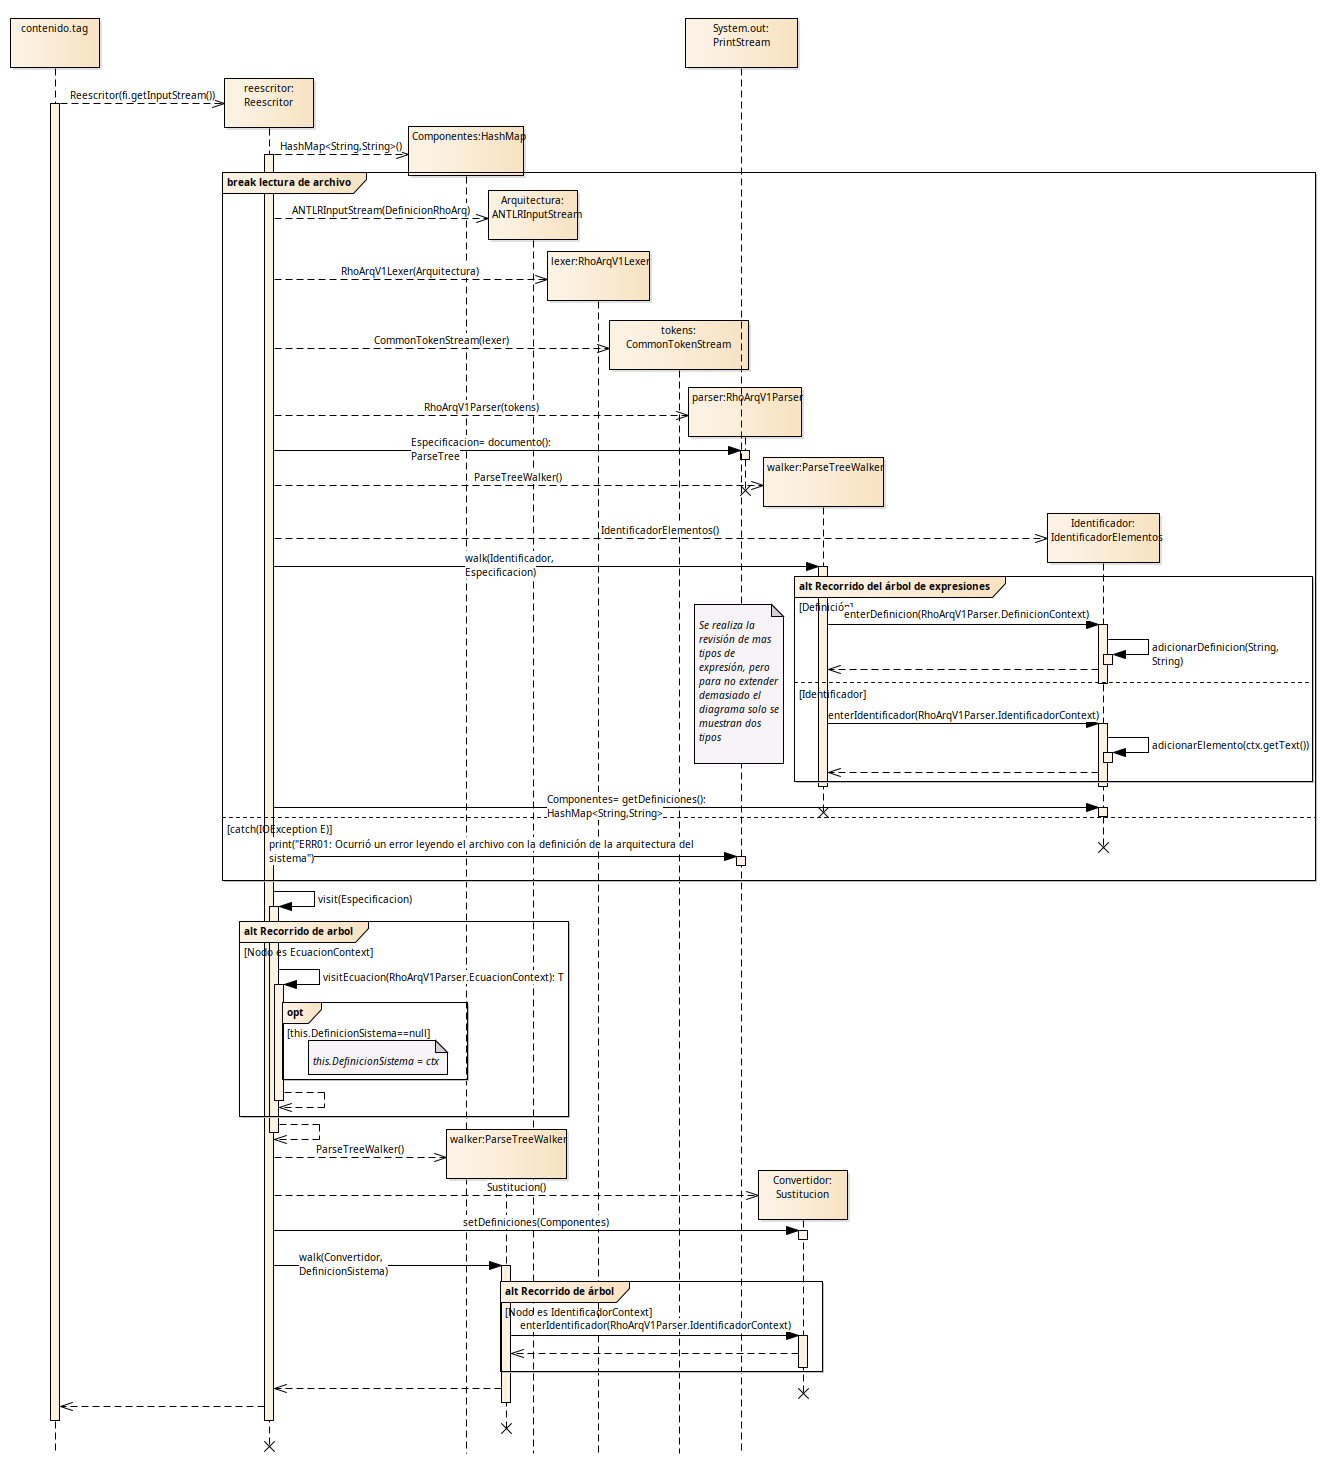 contenido.tag
System.out:
PrintStream
Reescritor(fi.getInputStream())
reescritor:
Reescritor
HashMap<String,String>()
Componentes:HashMap
break lectura de archivo
Arquitectura:
ANTLRInputStream
ANTLRInputStream(DefinicionRhoArq)
lexer:RhoArqV1Lexer
RhoArqV1Lexer(Arquitectura)
tokens:
CommonTokenStream
CommonTokenStream(lexer)
parser:RhoArqV1Parser
RhoArqV1Parser(tokens)
Especificacion= documento():
ParseTree
walker:ParseTreeWalker
ParseTreeWalker()
Identificador:
IdentificadorElementos
IdentificadorElementos()
walk(Identificador,
Especificacion)
alt Recorrido del árbol de expresiones
[Definición]
enterDefinicion(RhoArqV1Parser.DefinicionContext)
Se realiza la
revisión de mas
tipos de
expresión, pero
para no extender
demasiado el
diagrama solo se
muestran dos
tipos
adicionarDefinicion(String,
String)
[Identificador]
enterIdentificador(RhoArqV1Parser.IdentificadorContext)
adicionarElemento(ctx.getText())
Componentes= getDefiniciones():
HashMap<String,String>
[catch(IOException E)]
print("ERR01: Ocurrió un error leyendo el archivo con la definición de la arquitectura del
sistema")
visit(Especificacion)
alt Recorrido de arbol
[Nodo es EcuacionContext]
visitEcuacion(RhoArqV1Parser.EcuacionContext): T
opt
[this.DefinicionSistema==null]
this.DefinicionSistema = ctx
walker:ParseTreeWalker
ParseTreeWalker()
Convertidor:
Sustitucion
Sustitucion()
setDefiniciones(Componentes)
walk(Convertidor,
DefinicionSistema)
alt Recorrido de árbol
[Nodo es IdentificadorContext]
enterIdentificador(RhoArqV1Parser.IdentificadorContext)